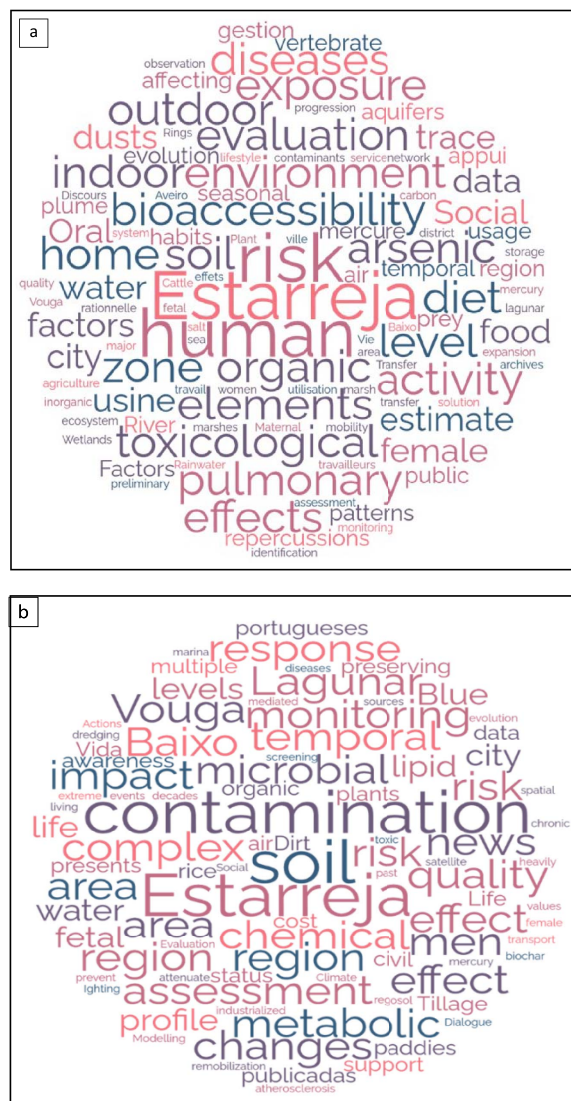 a
gestion
observation vertebrate
diseases
affecting exposure
outdoor progression aquifers
dusts Rings evaluation trace
evolution lifestyle contaminants service network appui
indoor environment data
Discours Aveiro seasonal carbon
plume bioaccessibility Social
Oral system habits Plant ville mercure district usage
home soil risk arsenic storage
quality Cattle effets air temporal region mercury
Vouga water Estarreja diet lagunar
rationnelle fetal prey
factors salt human Vie Baixo level food
major sea area expansion
city zone organic Transfer archives
agriculture travail women utilisation marsh activity
inorganic usine elements transfer solution
ecosystem River marshes Maternal mobility estimate
Wetlands toxicological female
Factors Rainwater travailleurs public
preliminary pulmonary
effects assessment patterns
repercussions monitoring
identification
b
portugueses
marina response
multiple diseases preserving
levels Lagunar Blue
Vouga mediated sources evolution
Actions monitoring data
dredging Baixo temporal
Vida screening city
awareness microbial lipid
impact organic plants risk spatial
extreme events decades
living contamination chronic
life complex air Dirt toxic satellite news
presents rice Social soil risk past heavily
area Estarreja quality
water area cost Life values
fetal chemical effect men female
region region civil transport
Evaluation mercury biochar
prevent attenuate status Climate effect
lighting assessment regosol Tillage
industrialized
profile metabolic Dialogue
Modelling changes paddies
remobilization support
publicadas
atherosclerosis